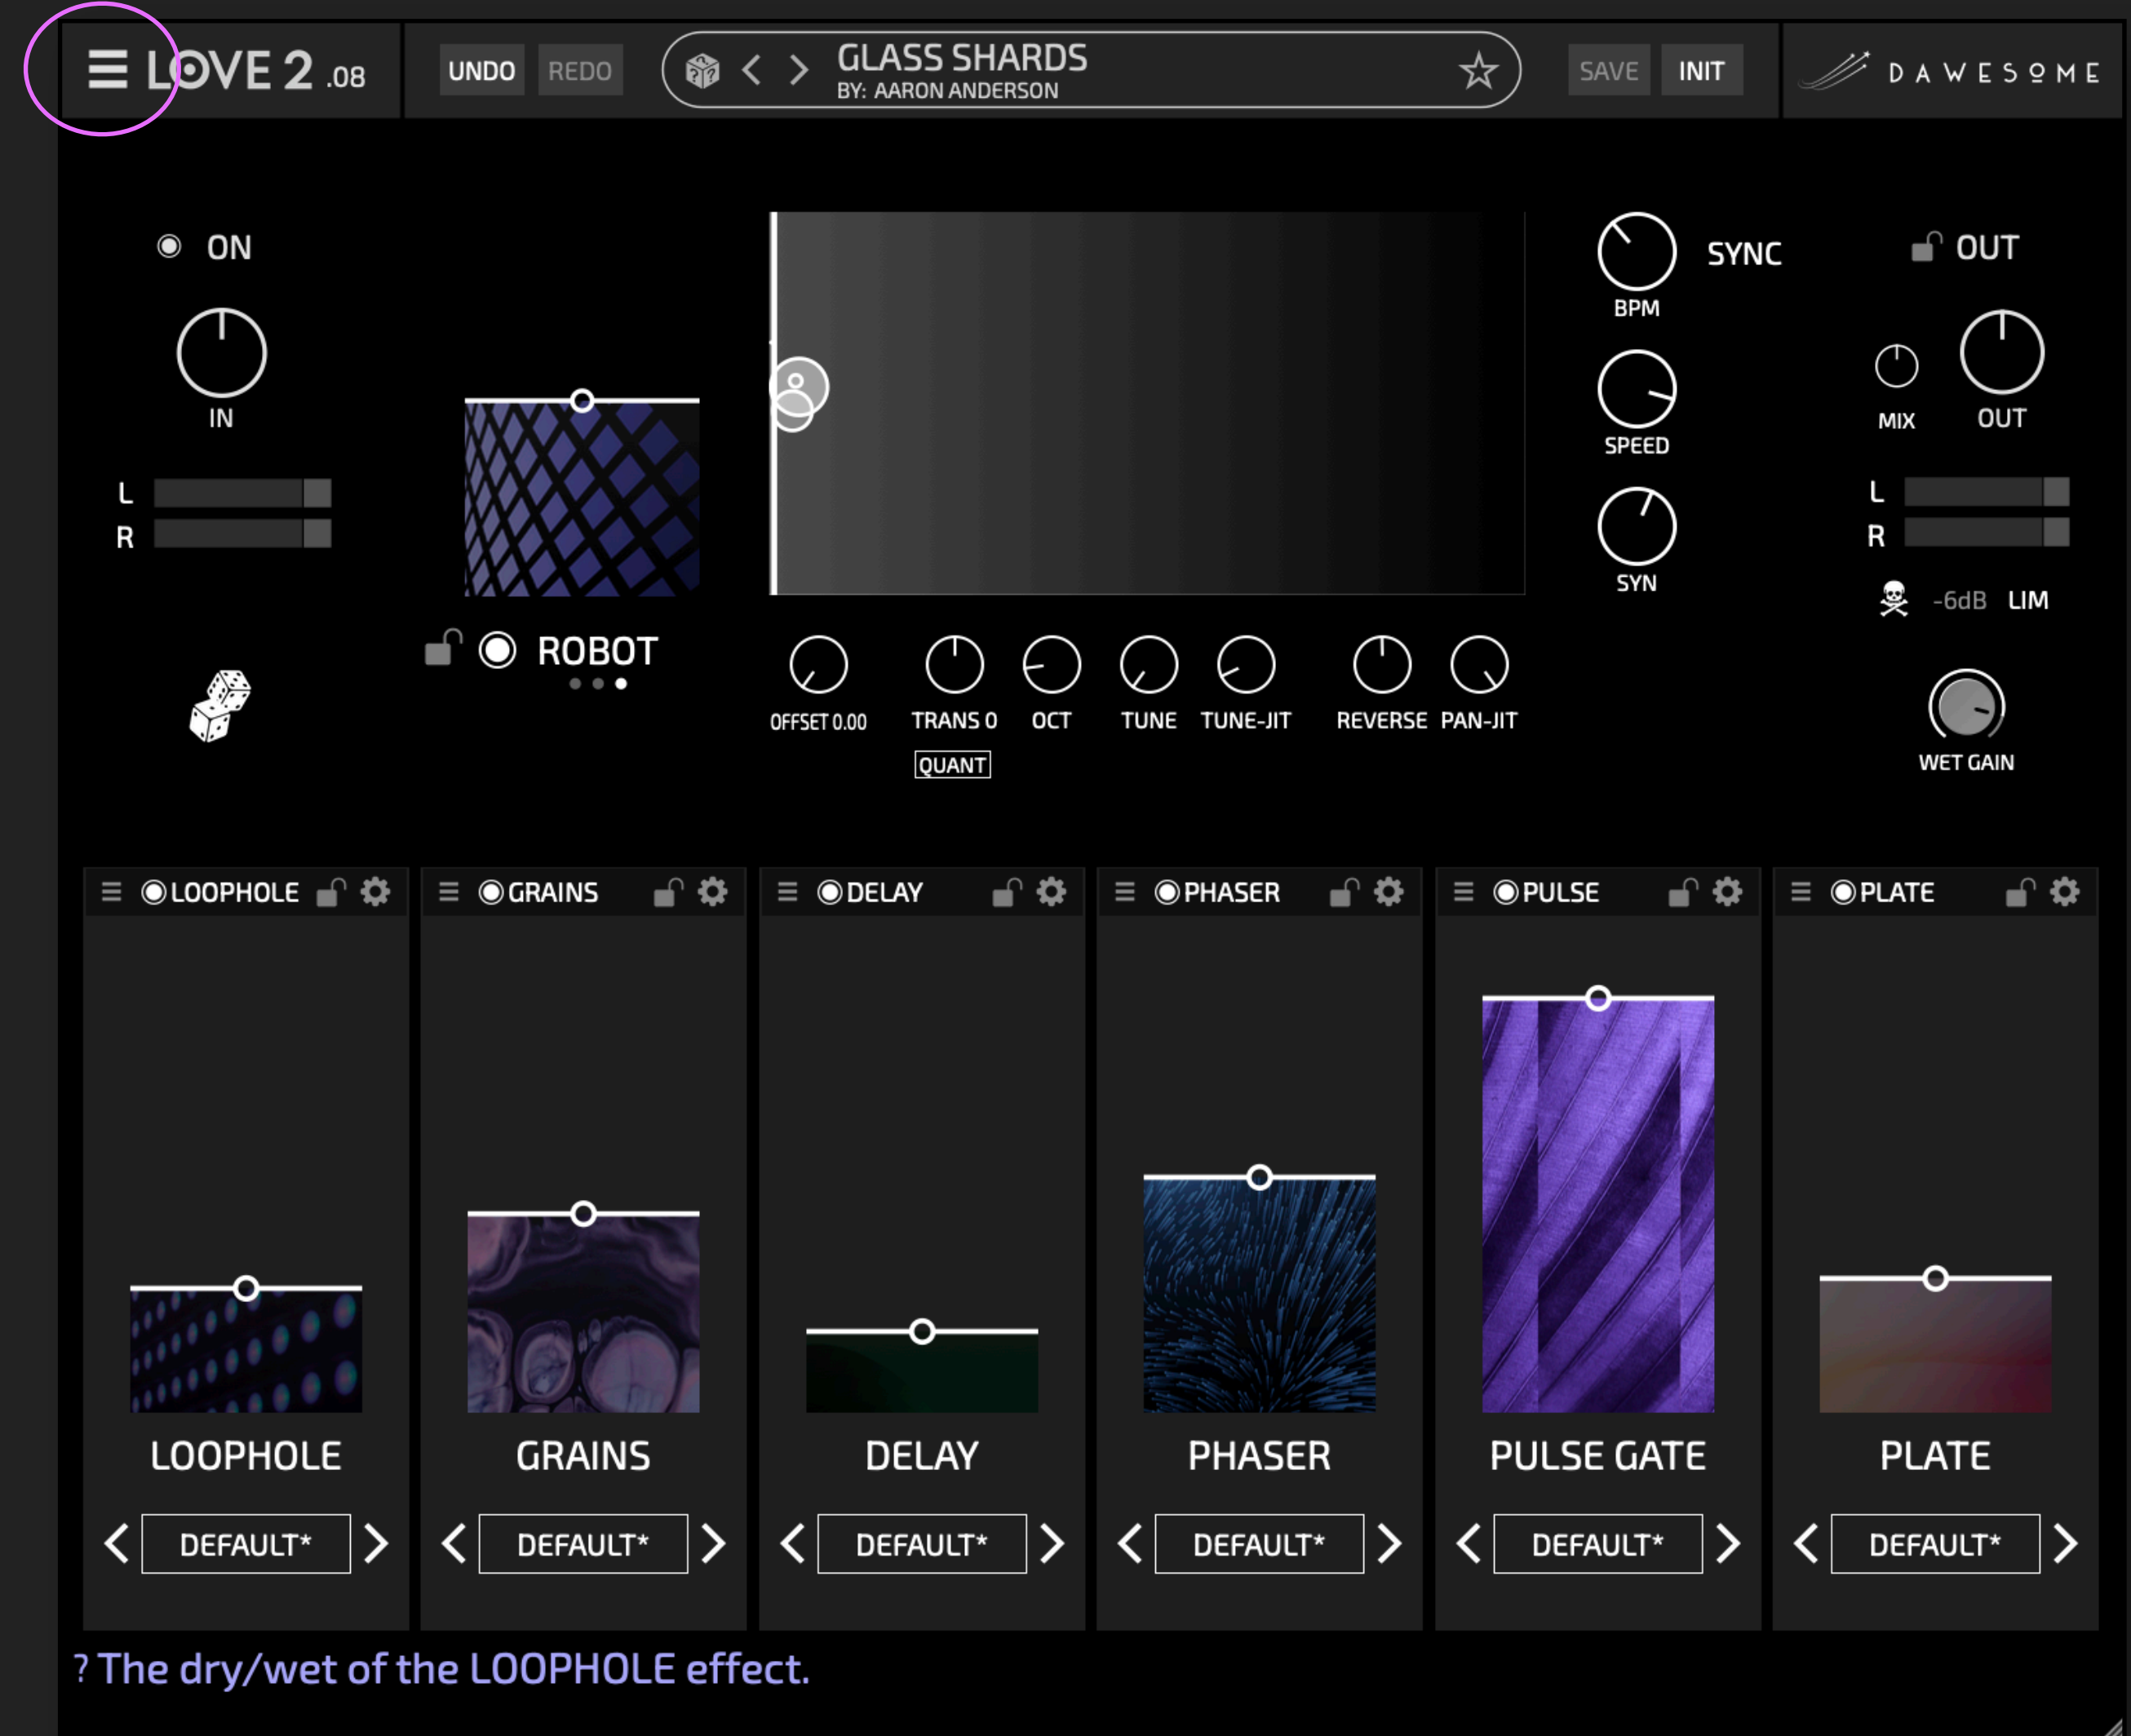 LOVE 2 .08
UNDO REDO
GLASS SHARDS
BY: AARON ANDERSON
SAVE INIT
DAWESOME
ON
IN
L
R
ROBOT
OFFSET 0.00
TRANS 0
OCT
TUNE
TUNE-JIT
REVERSE
PAN-JIT
QUANT
BPM
SYNC
SPEED
SYN
OUT
MIX
OUT
L
R
-6dB LIM
WET GAIN
LOOPHOLE
GRAINS
DELAY
PHASER
PULSE
PLATE
LOOPHOLE
GRAINS
DELAY
PHASER
PULSE GATE
PLATE
DEFAULT*
DEFAULT*
DEFAULT*
DEFAULT*
DEFAULT*
DEFAULT*
? The dry/wet of the LOOPHOLE effect.